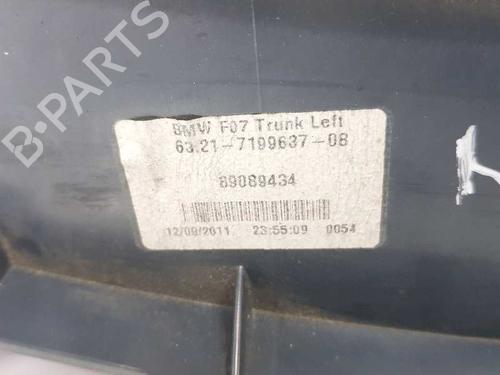 BMW F07 Trunk Left
63.21-7199637-08
89089434
12/09/2011 23:55:09 0054
B-PARTS